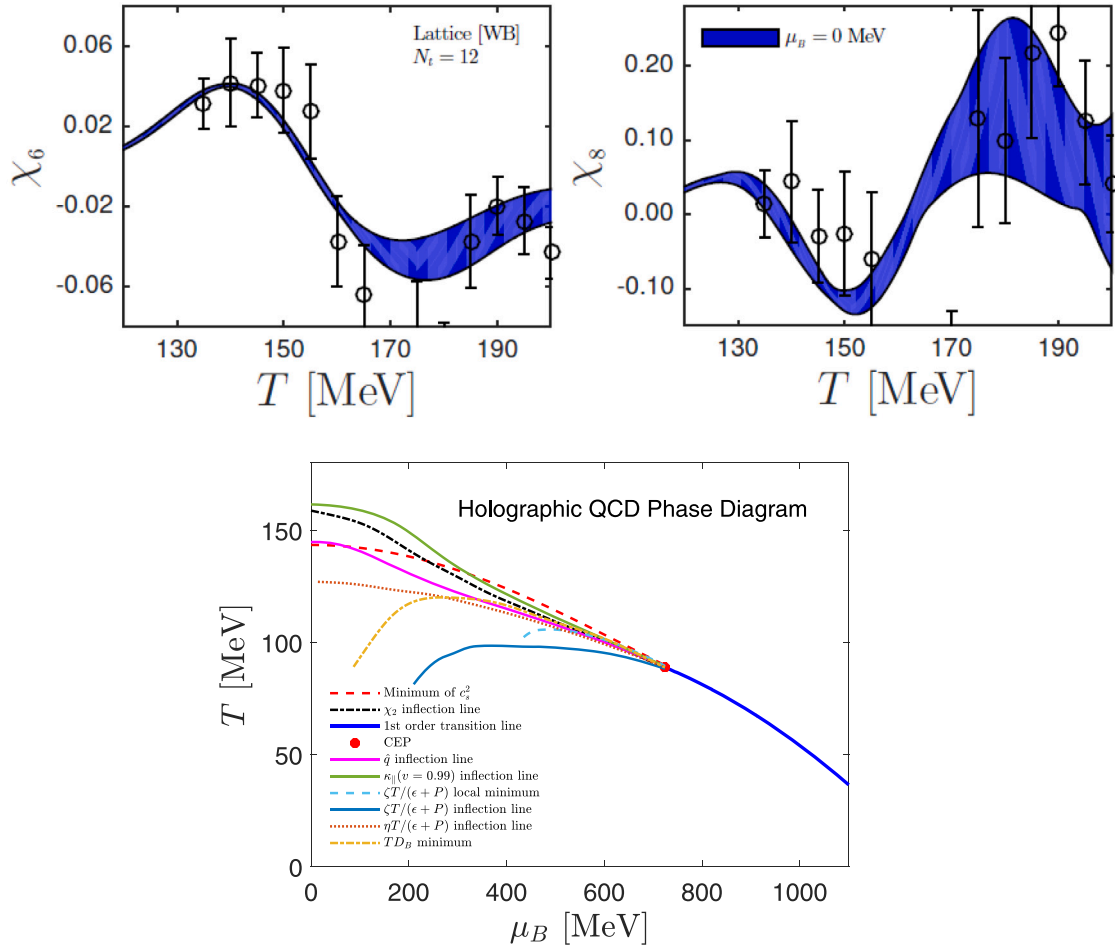 0.06
0.02
-0.02
-0.06
χ₆
Lattice [WB]
Nₜ = 12
130 150 170 190
T [MeV]
0.20
0.10
0.00
-0.10
χ₈
μ_B = 0 MeV
130 150 170 190
T [MeV]
Holographic QCD Phase Diagram
150
100
50
0
T [MeV]
Minimum of c_s²
χ₂ inflection line
1st order transition line
CEP
q̂ inflection line
κ_∥(v = 0.99) inflection line
ζT/(ϵ + P) local minimum
ζT/(ϵ + P) inflection line
ηT/(ϵ + P) inflection line
TD_B minimum
0 200 400 600 800 1000
μ_B [MeV]